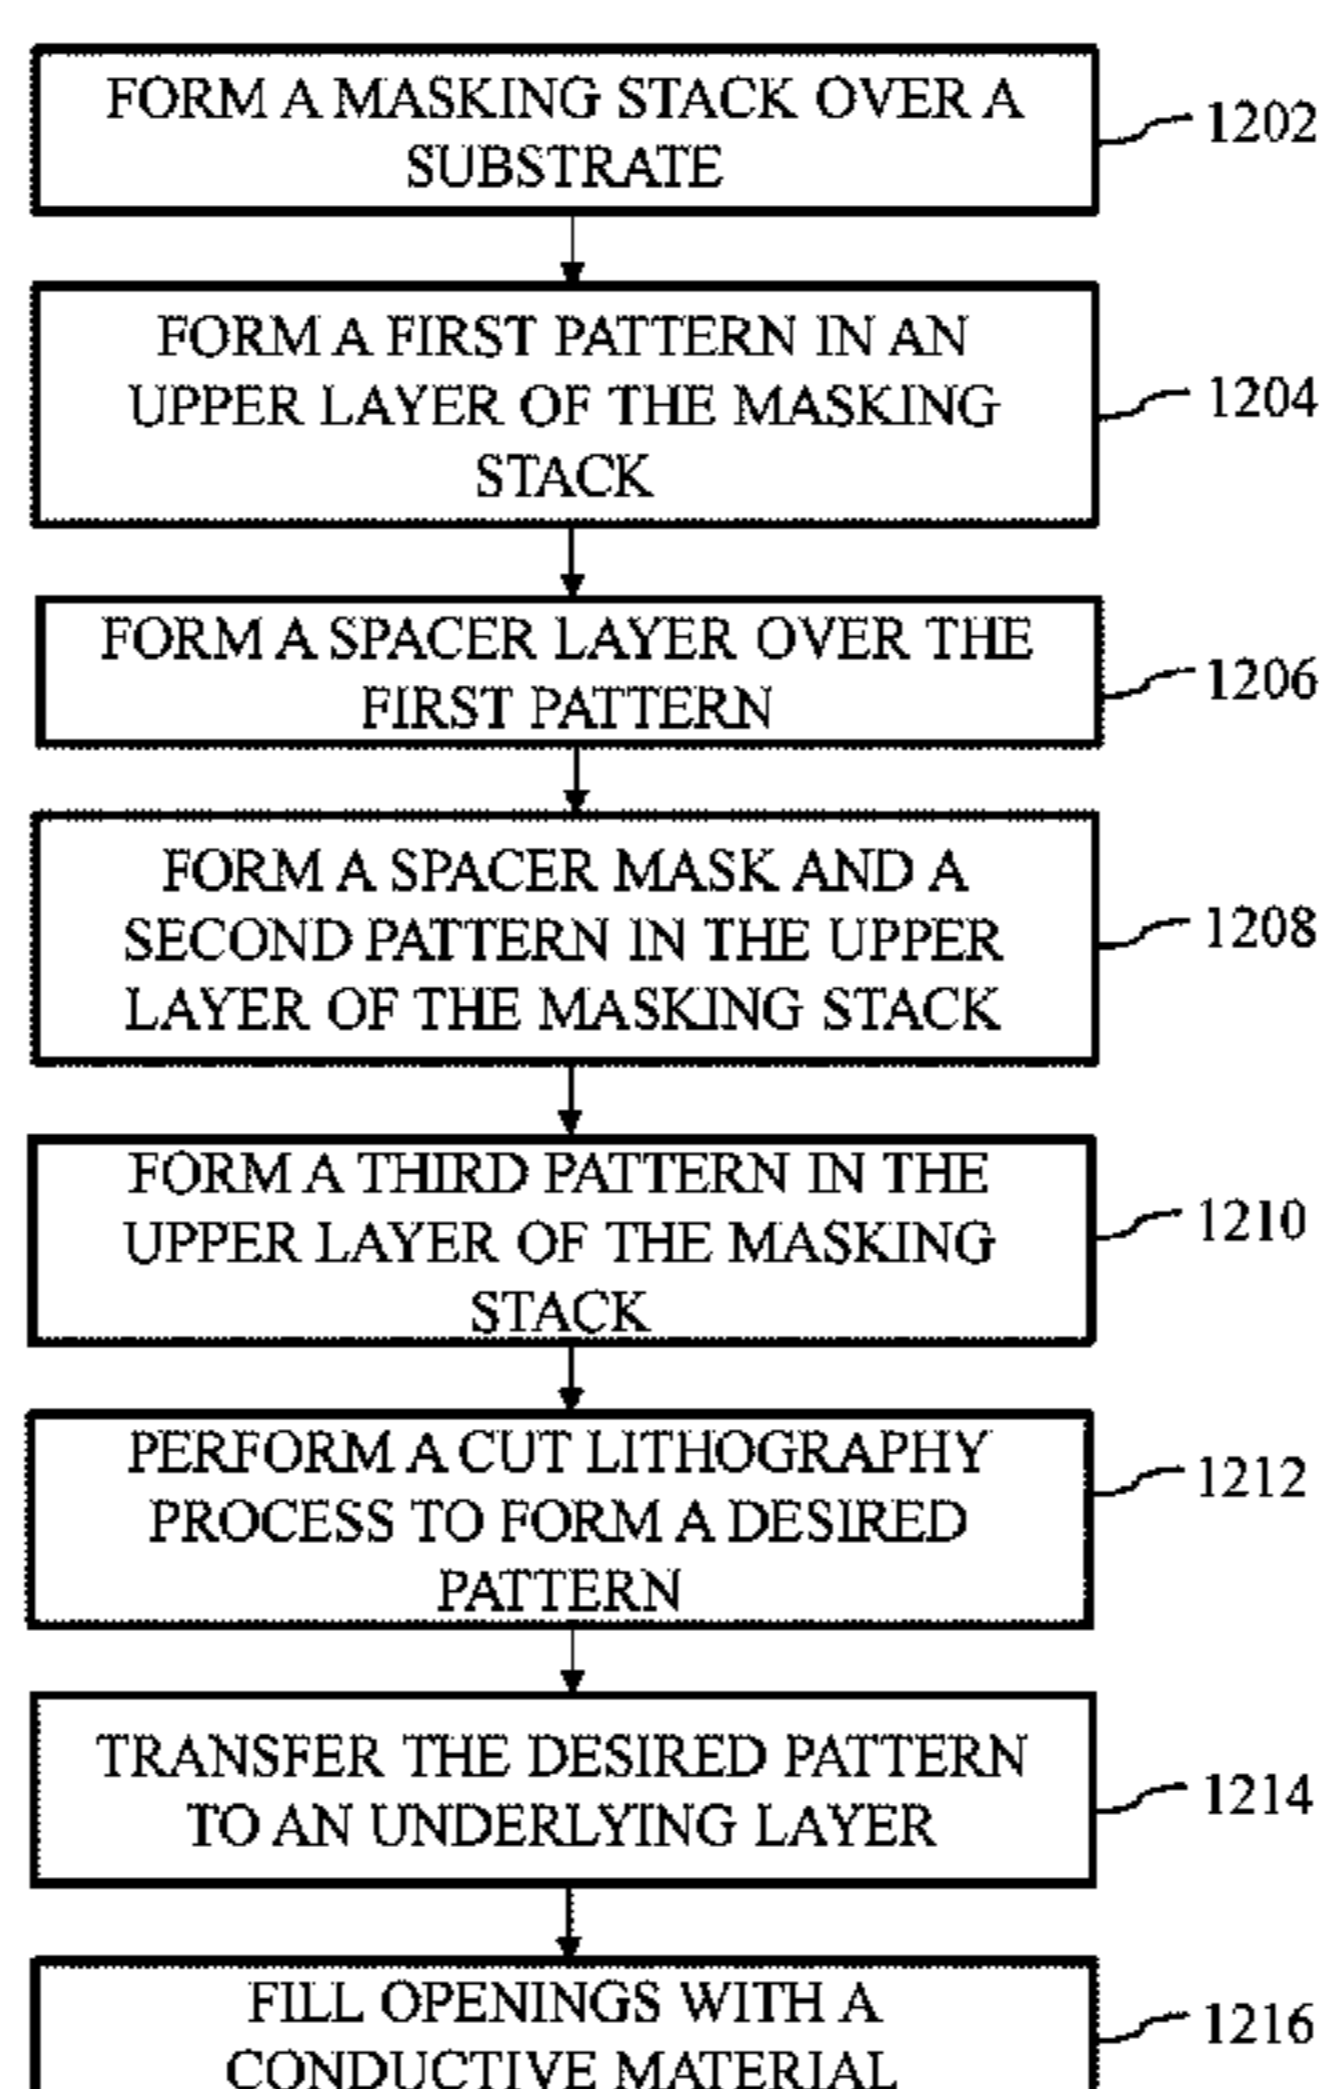 FORM A MASKING STACK OVER A
SUBSTRATE
1202
FORM A FIRST PATTERN IN AN
UPPER LAYER OF THE MASKING
STACK
1204
FORM A SPACER LAYER OVER THE
FIRST PATTERN
1206
FORM A SPACER MASK AND A
SECOND PATTERN IN THE UPPER
LAYER OF THE MASKING STACK
1208
FORM A THIRD PATTERN IN THE
UPPER LAYER OF THE MASKING
STACK
1210
PERFORM A CUT LITHOGRAPHY
PROCESS TO FORM A DESIRED
PATTERN
1212
TRANSFER THE DESIRED PATTERN
TO AN UNDERLYING LAYER
1214
FILL OPENINGS WITH A
CONDUCTIVE MATERIAL
1216